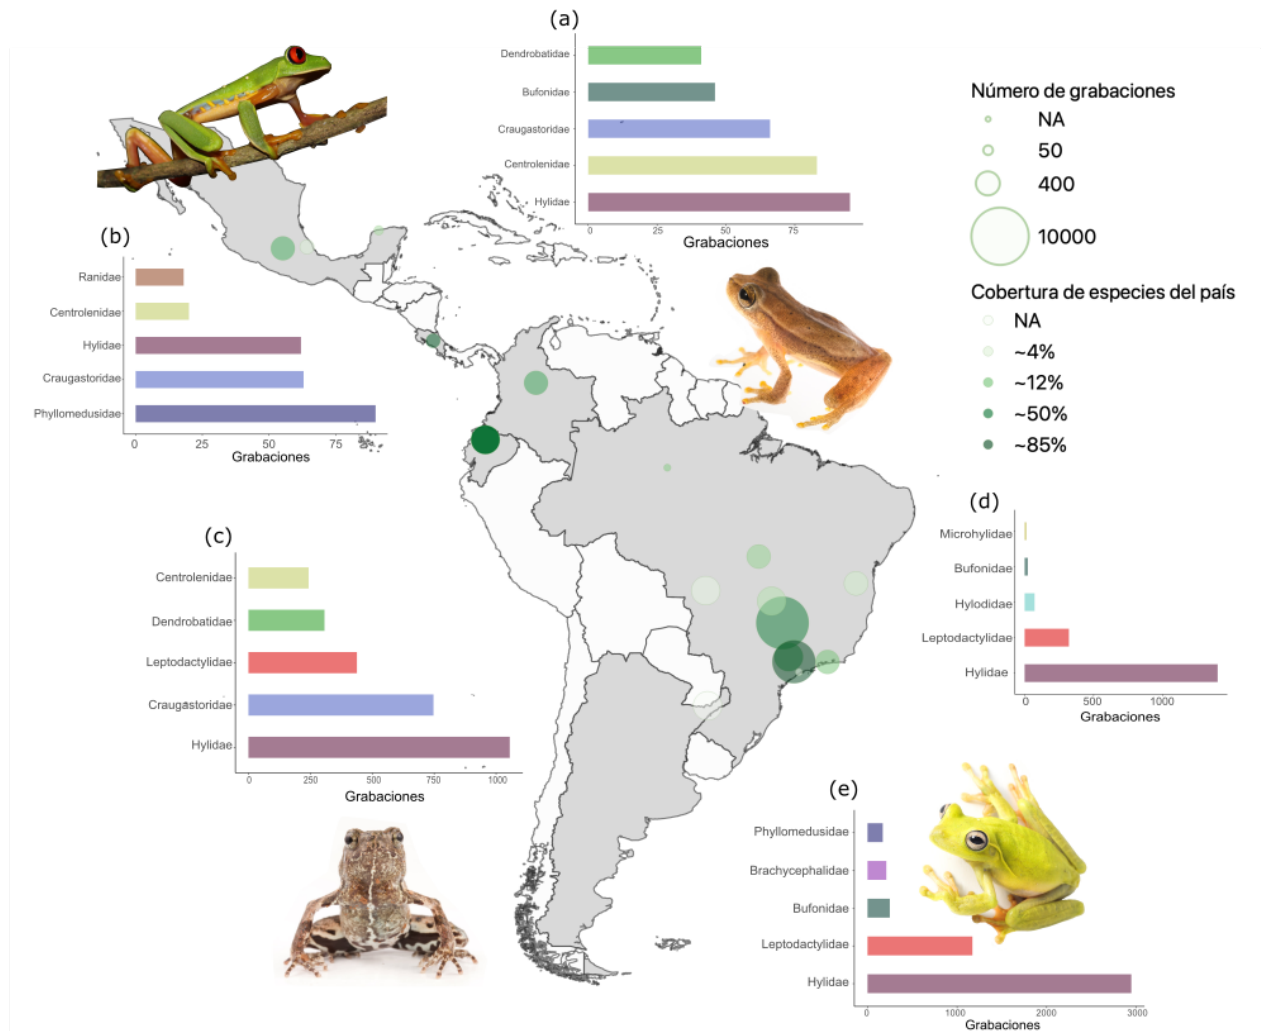 (a)
Dendrobatidae
Bufonidae
Craugastoridae
Centrolenidae
Hylidae
0 25 50 75
Grabaciones
Número de grabaciones
NA
50
400
10000
Cobertura de especies del país
NA
~4%
~12%
~50%
~85%
(b)
Ranidae
Centrolenidae
Hylidae
Craugastoridae
Phyllomedusidae
0 25 50 75
Grabaciones
(c)
Centrolenidae
Dendrobatidae
Leptodactylidae
Craugastoridae
Hylidae
0 250 500 750 1000
Grabaciones
(d)
Microhylidae
Bufonidae
Hylodidae
Leptodactylidae
Hylidae
0 500 1000
Grabaciones
(e)
Phyllomedusidae
Brachycephalidae
Bufonidae
Leptodactylidae
Hylidae
0 1000 2000 3000
Grabaciones